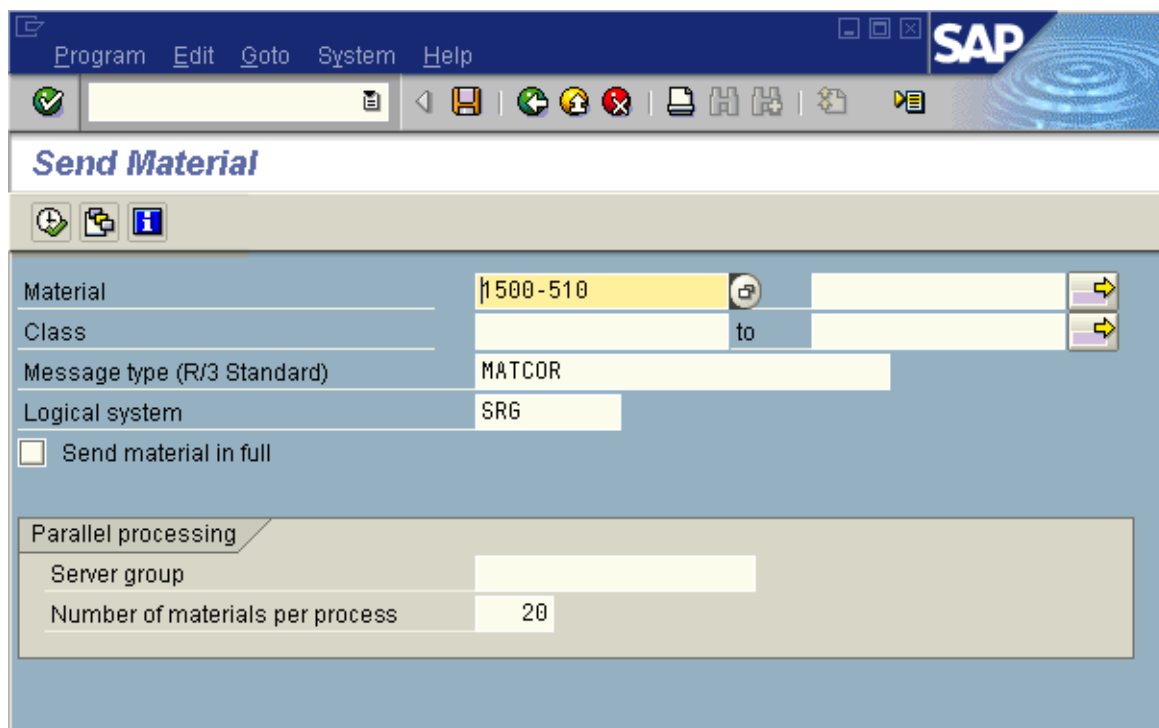 Program Edit Goto System Help
SAP
Send Material
Material 1500-510
Class to
Message type (R/3 Standard) MATCOR
Logical system SRG
Send material in full
Parallel processing
Server group
Number of materials per process 20